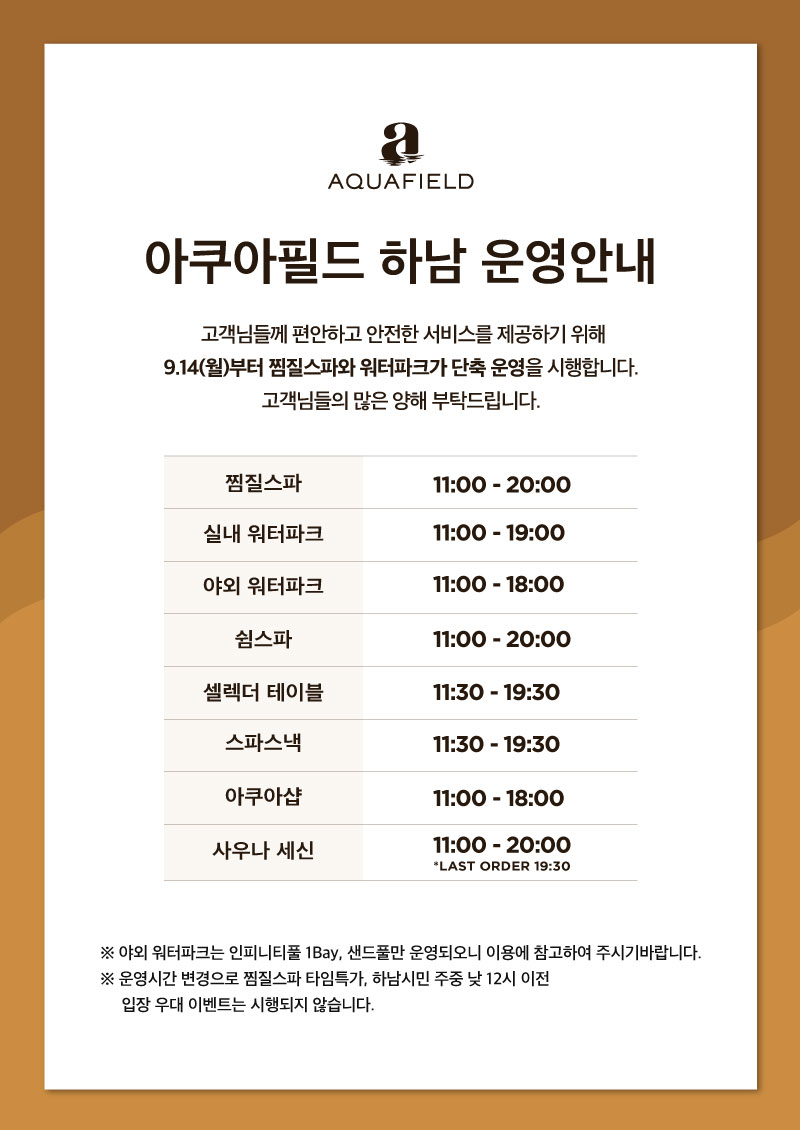 a
AQUAFIELD
아쿠아필드 하남 운영안내
고객님들께 편안하고 안전한 서비스를 제공하기 위해
9.14(월)부터 찜질스파와 워터파크가 단축 운영을 시행합니다.
고객님들의 많은 양해 부탁드립니다.
찜질스파 11:00 - 20:00
실내 워터파크 11:00 - 19:00
야외 워터파크 11:00 - 18:00
쉼스파 11:00 - 20:00
셀렉더 테이블 11:30 - 19:30
스파스낵 11:30 - 19:30
아쿠아샵 11:00 - 18:00
사우나 세신 11:00 - 20:00
*LAST ORDER 19:30
※ 야외 워터파크는 인피니티풀 1Bay, 샌드풀만 운영되오니 이용에 참고하여 주시기바랍니다.
※ 운영시간 변경으로 찜질스파 타임특가, 하남시민 주중 낮 12시 이전
입장 우대 이벤트는 시행되지 않습니다.